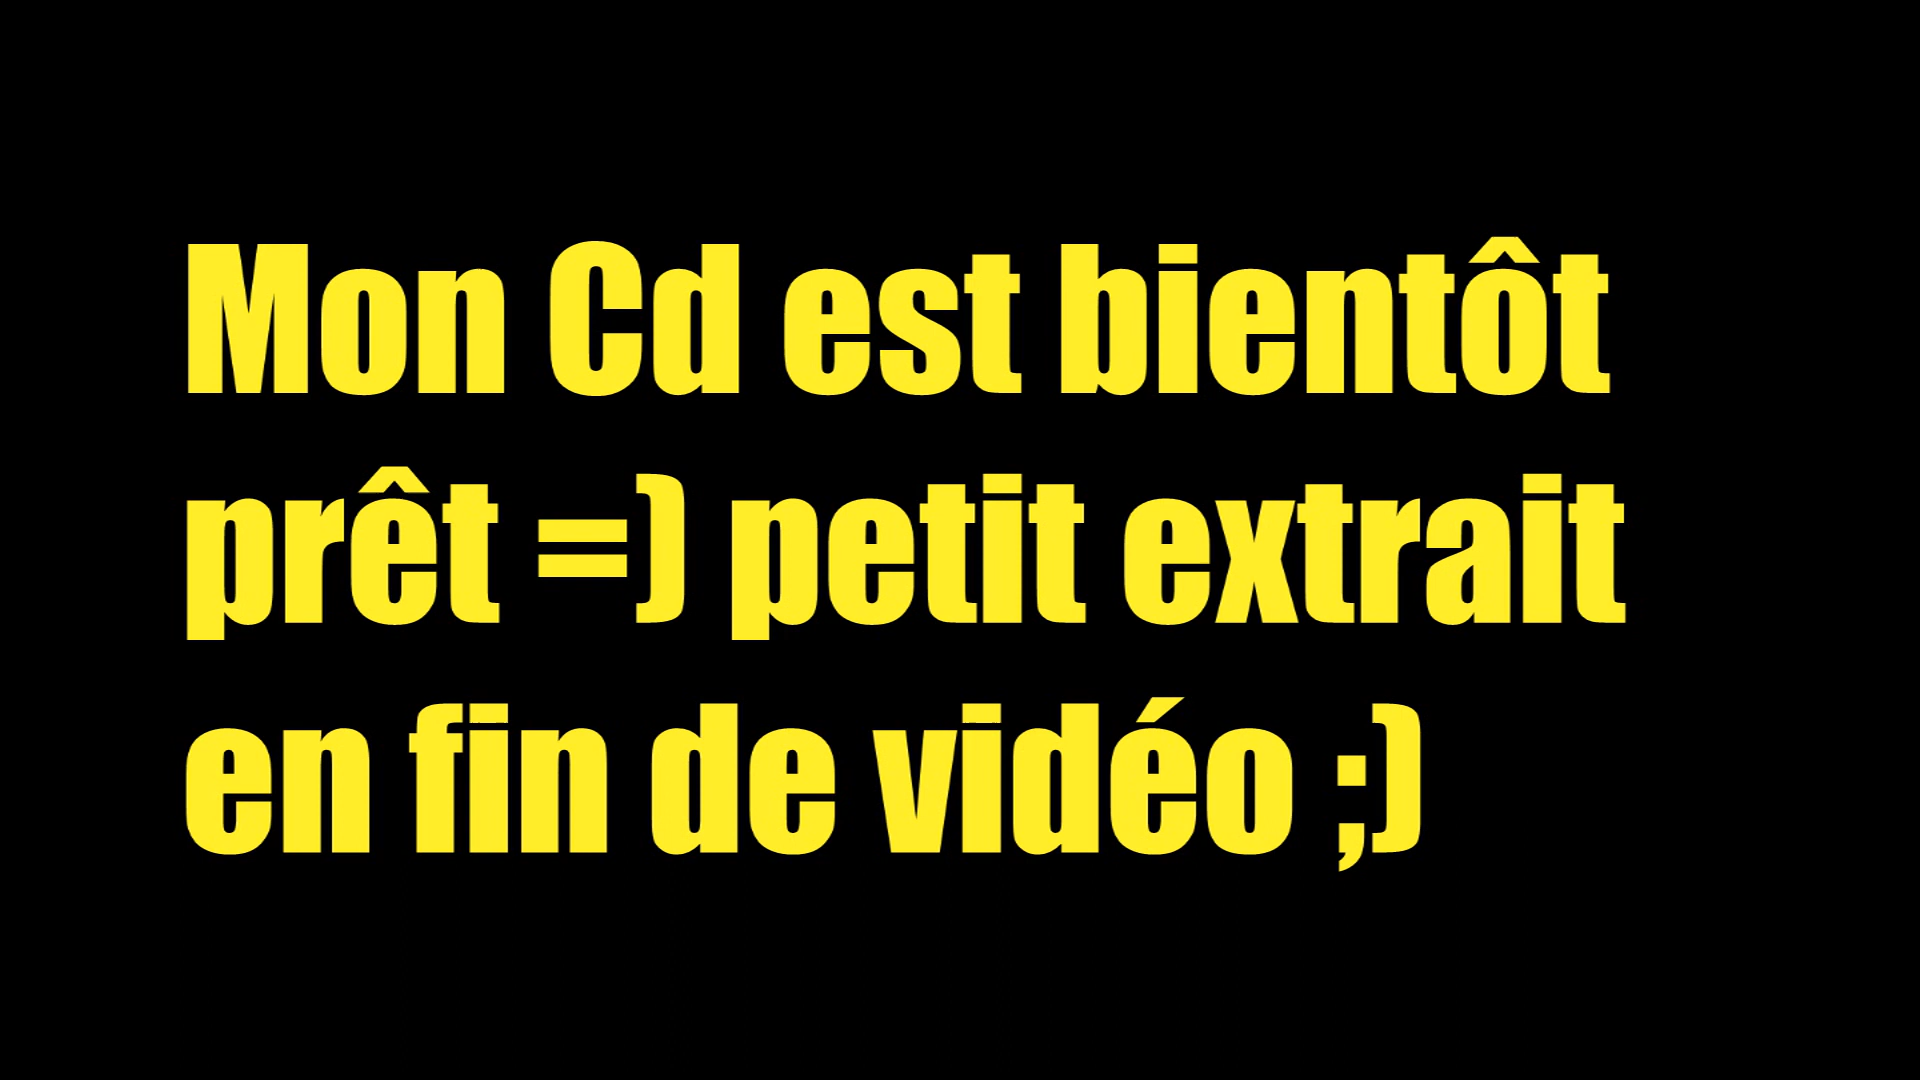 Mon Cd est bientôt
prêt =) petit extrait
en fin de vidéo ;)